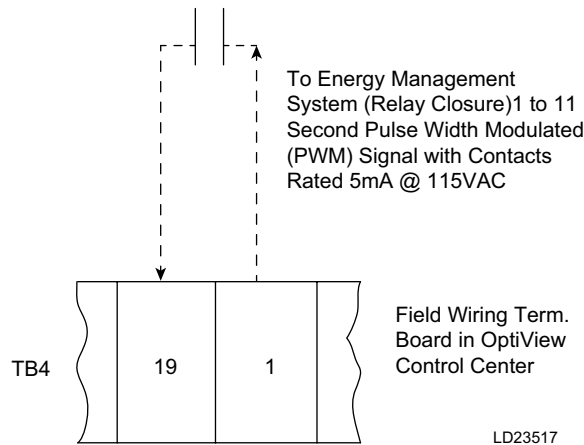 To Energy Management
System (Relay Closure)1 to 11
Second Pulse Width Modulated
(PWM) Signal with Contacts
Rated 5mA @ 115VAC
Field Wiring Term.
Board in OptiView
Control Center
TB4
19
1
LD23517